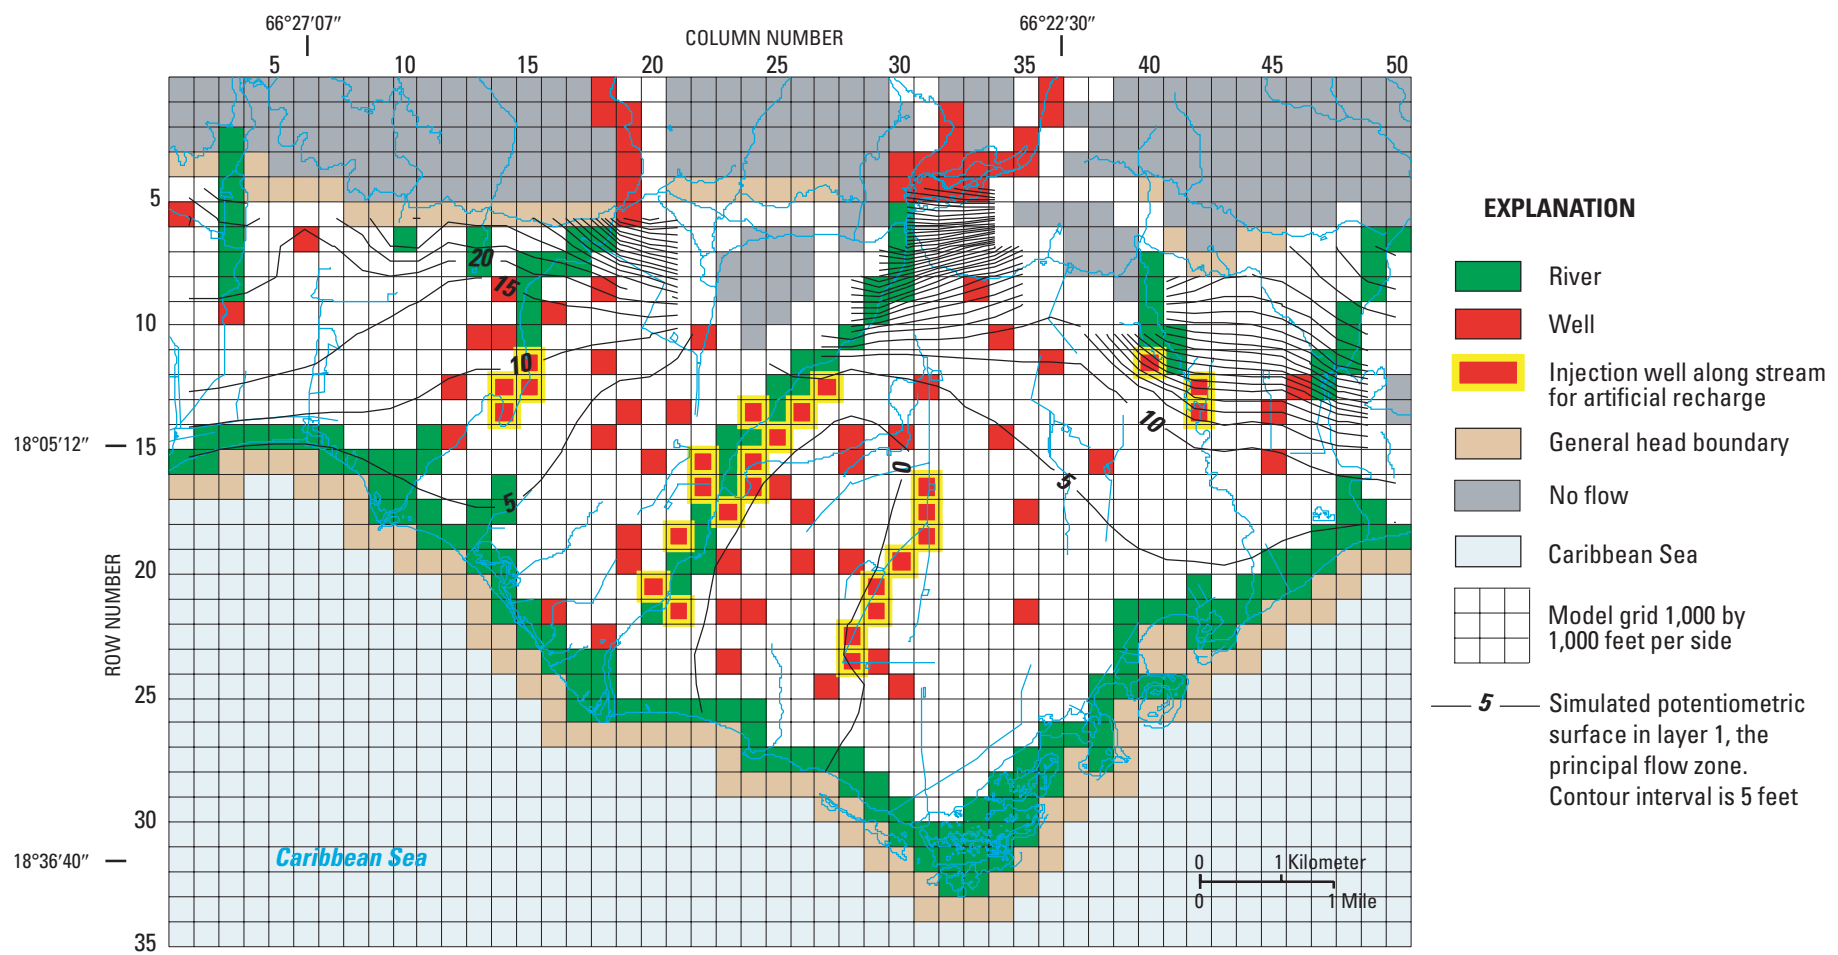 66°27′07″ 66°22′30″
COLUMN NUMBER
5 10 15 20 25 30 35 40 45 50
5
10
18°05′12″
15
20
25
30
18°36′40″
35
ROW NUMBER
20
15
10
5
0
5
10
Caribbean Sea
0 1 Kilometer
0 1 Mile
EXPLANATION
River
Well
Injection well along stream
for artificial recharge
General head boundary
No flow
Caribbean Sea
Model grid 1,000 by
1,000 feet per side
5 Simulated potentiometric
surface in layer 1, the
principal flow zone.
Contour interval is 5 feet